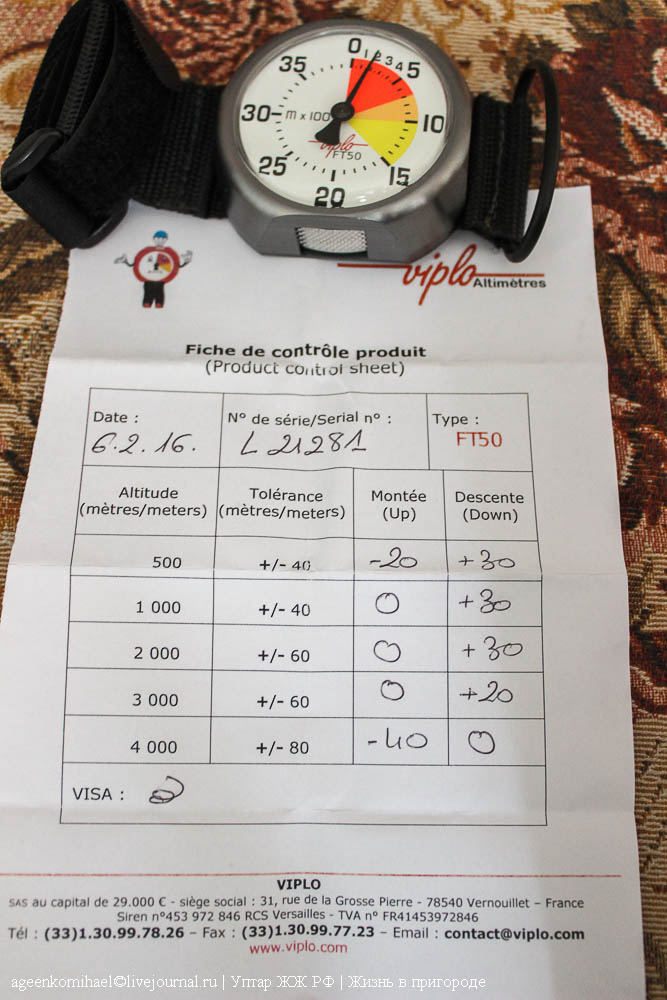 0
1 2 3 4
5
10
15
20
25
30
35
m x 100
viplo
FT50
viplo
Altimètres
Fiche de contrôle produit
(Product control sheet)
Date : N° de série/Serial n° : Type :
6.2.16. L 21281 FT50
Altitude Tolérance Montée Descente
(mètres/meters) (mètres/meters) (Up) (Down)
500 +/- 40 -20 +30
1 000 +/- 40 0 +30
2 000 +/- 60 0 +30
3 000 +/- 60 0 +20
4 000 +/- 80 -40 0
VISA :
VIPLO
SAS au capital de 29.000 € - siège social : 31, rue de la Grosse Pierre - 78540 Vernouillet – France
Siren n°453 972 846 RCS Versailles - TVA n° FR41453972846
Tél : (33)1.30.99.78.26 – Fax : (33)1.30.99.77.23 – Email : contact@viplo.com
www.viplo.com
ageenkomihael©livejournal.ru | Уптар ЖЖ РФ | Жизнь в пригороде